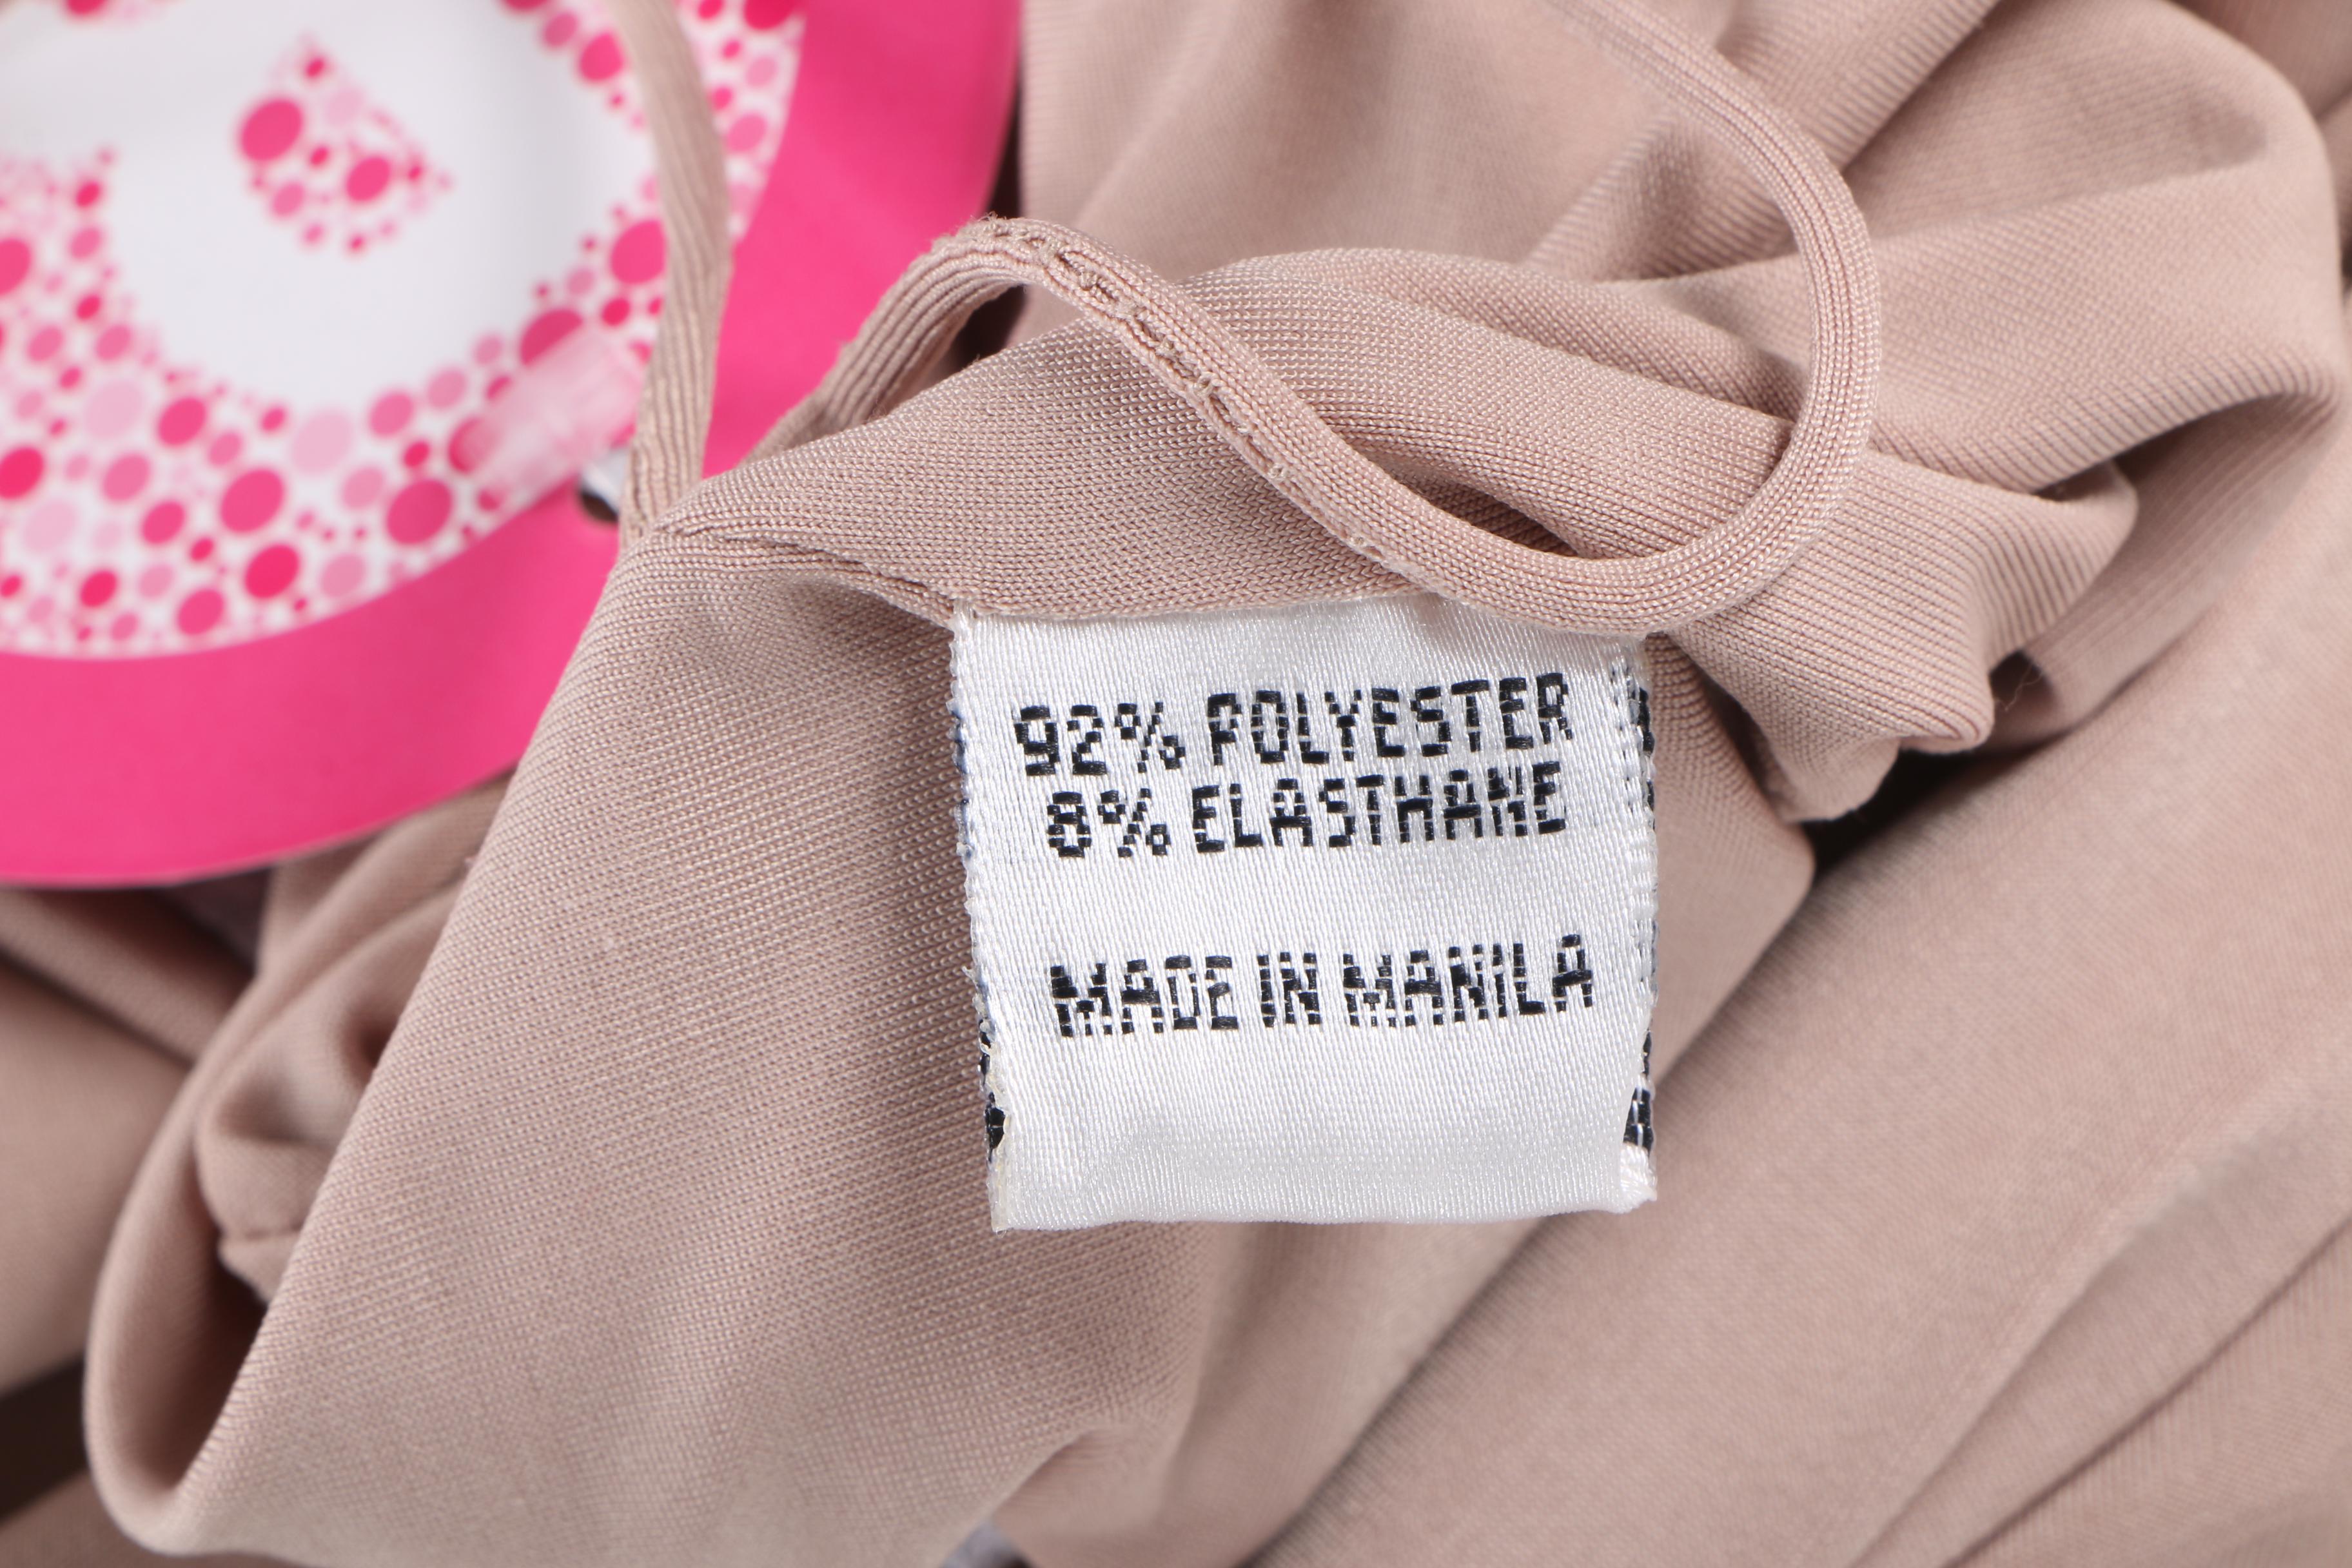 92% POLYESTER
8% ELASTHANE
MADE IN MANILA